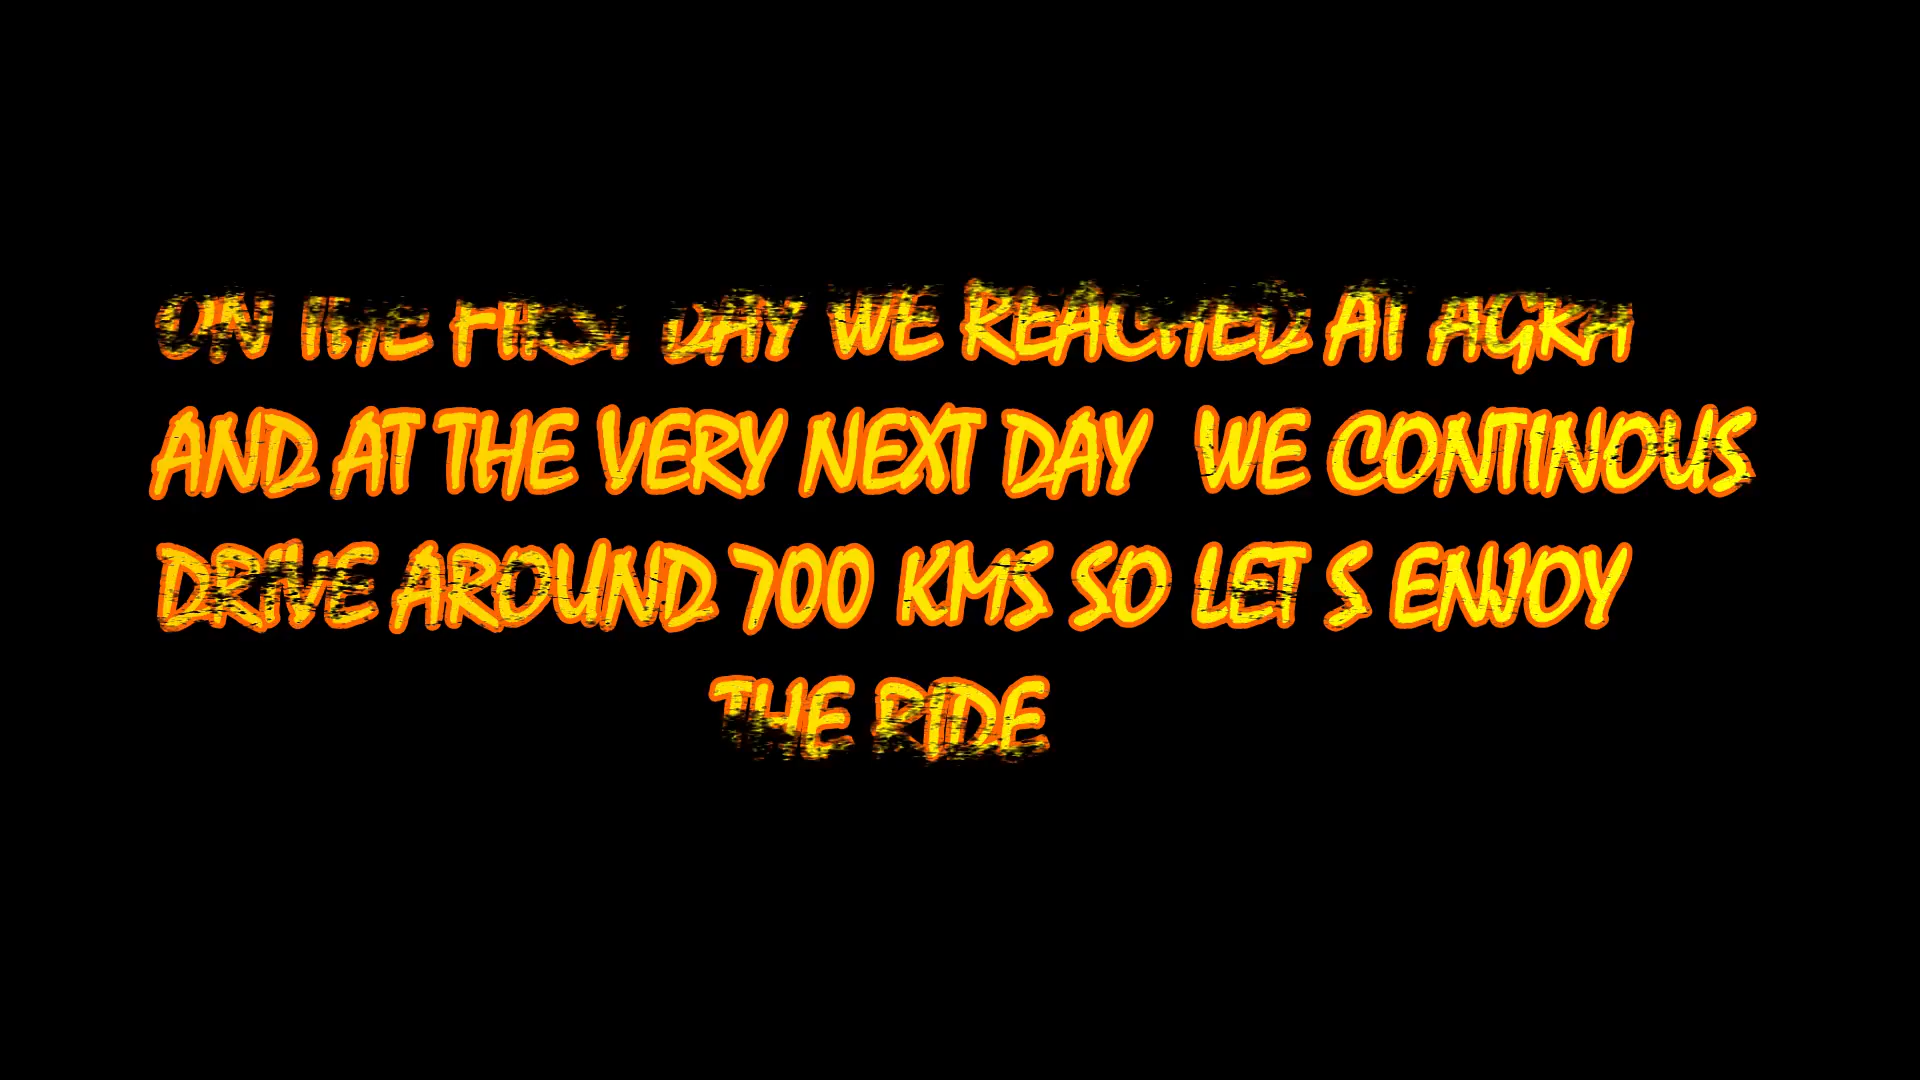 ON THE FIRST DAY WE REACHED AT AGRA
AND AT THE VERY NEXT DAY WE CONTINOUS
DRIVE AROUND 700 KMS SO LET S ENJOY
THE RIDE